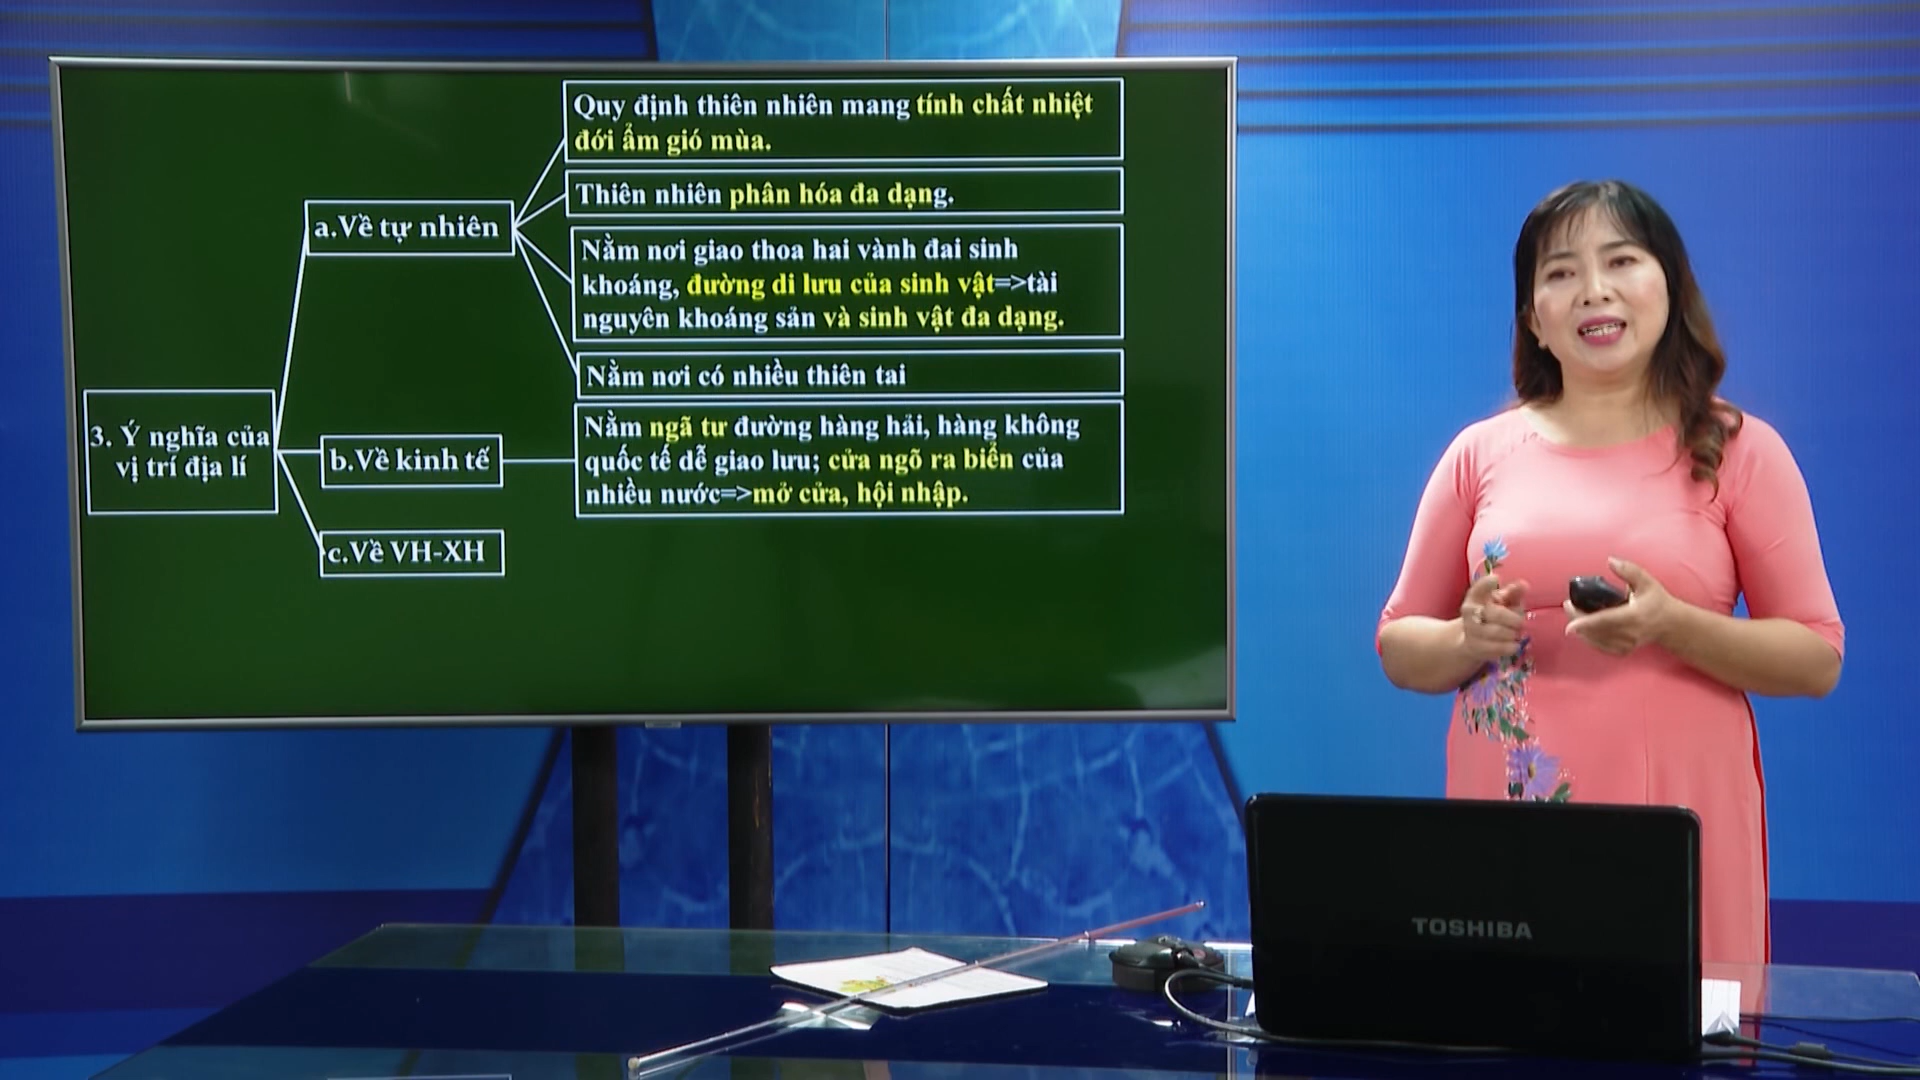 Quy định thiên nhiên mang tính chất nhiệt
đới ẩm gió mùa.
Thiên nhiên phân hóa đa dạng.
a.Về tự nhiên
Nằm nơi giao thoa hai vành đai sinh
khoáng, đường di lưu của sinh vật=>tài
nguyên khoáng sản và sinh vật đa dạng.
Nằm nơi có nhiều thiên tai
3. Ý nghĩa của
vị trí địa lí
b.Về kinh tế
Nằm ngã tư đường hàng hải, hàng không
quốc tế dễ giao lưu; cửa ngõ ra biển của
nhiều nước=>mở cửa, hội nhập.
c.Về VH-XH
TOSHIBA